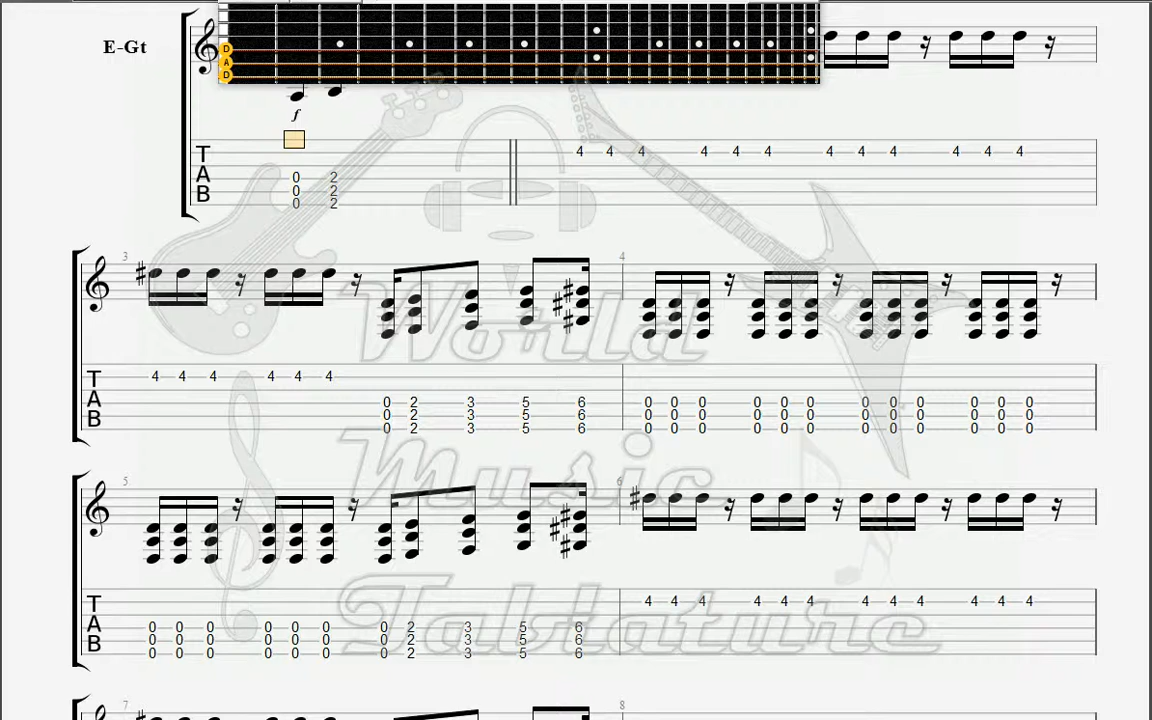 E-Gt
D
A
D
f
T
A
B
4 4 4 4 4 4 4 4 4 4 4 4
0 2
0 2
0 2
3 4
T
A
B
4 4 4 4 4 4
0 2 3 5 6 0 0 0 0 0 0 0 0 0 0 0 0
0 2 3 5 6 0 0 0 0 0 0 0 0 0 0 0 0
0 2 3 5 6 0 0 0 0 0 0 0 0 0 0 0 0
World
5 6
T
A
B
4 4 4 4 4 4 4 4 4 4 4 4
0 0 0 0 0 0 0 2 3 5 6
0 0 0 0 0 0 0 2 3 5 6
0 0 0 0 0 0 0 2 3 5 6
Music
Tablature
7 8